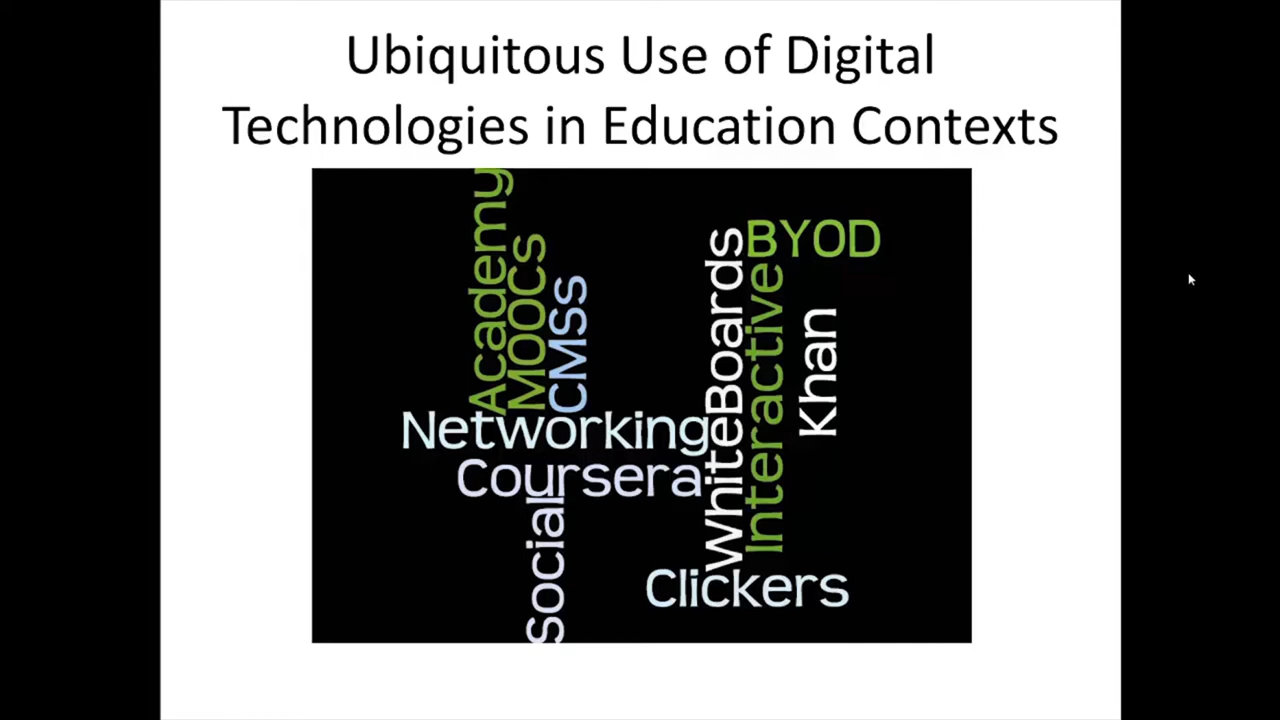 Ubiquitous Use of Digital
Technologies in Education Contexts
Academy
MOOCs
CMSs
Networking
Coursera
Social
WhiteBoards
Interactive
BYOD
Khan
Clickers